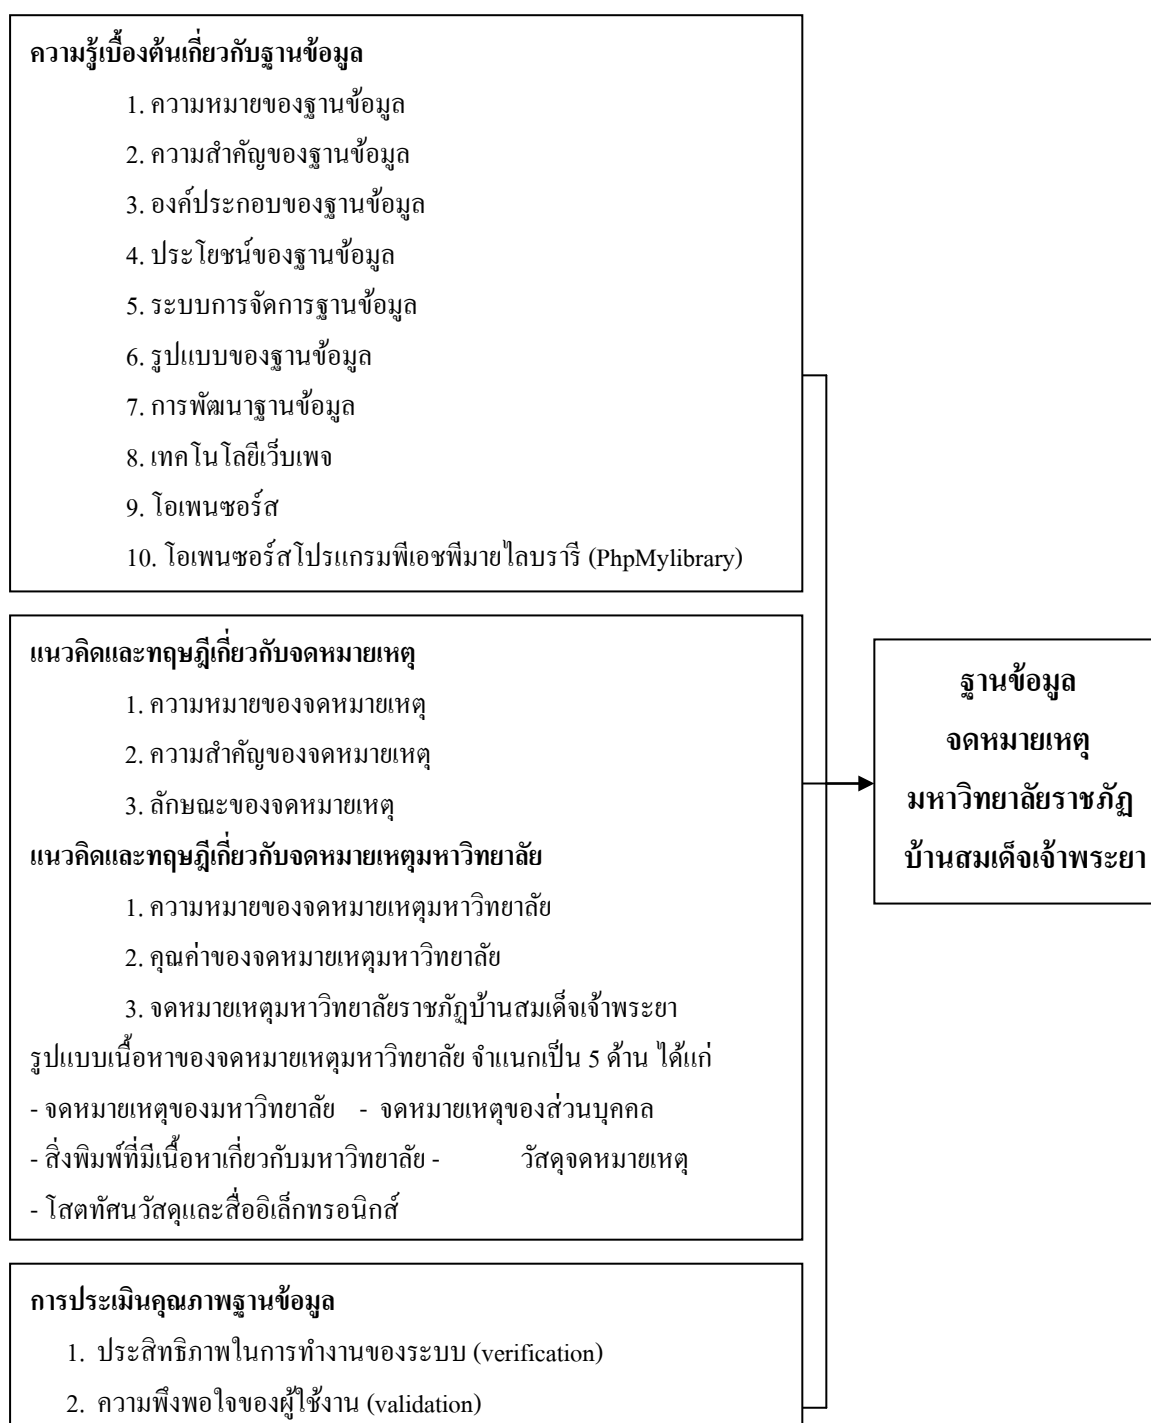 ความรู้เบื้องต้นเกี่ยวกับฐานข้อมูล
1. ความหมายของฐานข้อมูล
2. ความสำคัญของฐานข้อมูล
3. องค์ประกอบของฐานข้อมูล
4. ประโยชน์ของฐานข้อมูล
5. ระบบการจัดการฐานข้อมูล
6. รูปแบบของฐานข้อมูล
7. การพัฒนาฐานข้อมูล
8. เทคโนโลยีเว็บเพจ
9. โอเพนซอร์ส
10. โอเพนซอร์สโปรแกรมพีเอชพีมายไลบรารี (PhpMylibrary)
แนวคิดและทฤษฎีเกี่ยวกับจดหมายเหตุ
1. ความหมายของจดหมายเหตุ
2. ความสำคัญของจดหมายเหตุ
3. ลักษณะของจดหมายเหตุ
แนวคิดและทฤษฎีเกี่ยวกับจดหมายเหตุมหาวิทยาลัย
1. ความหมายของจดหมายเหตุมหาวิทยาลัย
2. คุณค่าของจดหมายเหตุมหาวิทยาลัย
3. จดหมายเหตุมหาวิทยาลัยราชภัฏบ้านสมเด็จเจ้าพระยา
รูปแบบเนื้อหาของจดหมายเหตุมหาวิทยาลัย จำแนกเป็น 5 ด้าน ได้แก่
- จดหมายเหตุของมหาวิทยาลัย - จดหมายเหตุของส่วนบุคคล
- สิ่งพิมพ์ที่มีเนื้อหาเกี่ยวกับมหาวิทยาลัย - วัสดุจดหมายเหตุ
- โสตทัศนวัสดุและสื่ออิเล็กทรอนิกส์
การประเมินคุณภาพฐานข้อมูล
1. ประสิทธิภาพในการทำงานของระบบ (verification)
2. ความพึงพอใจของผู้ใช้งาน (validation)
ฐานข้อมูล
จดหมายเหตุ
มหาวิทยาลัยราชภัฏ
บ้านสมเด็จเจ้าพระยา